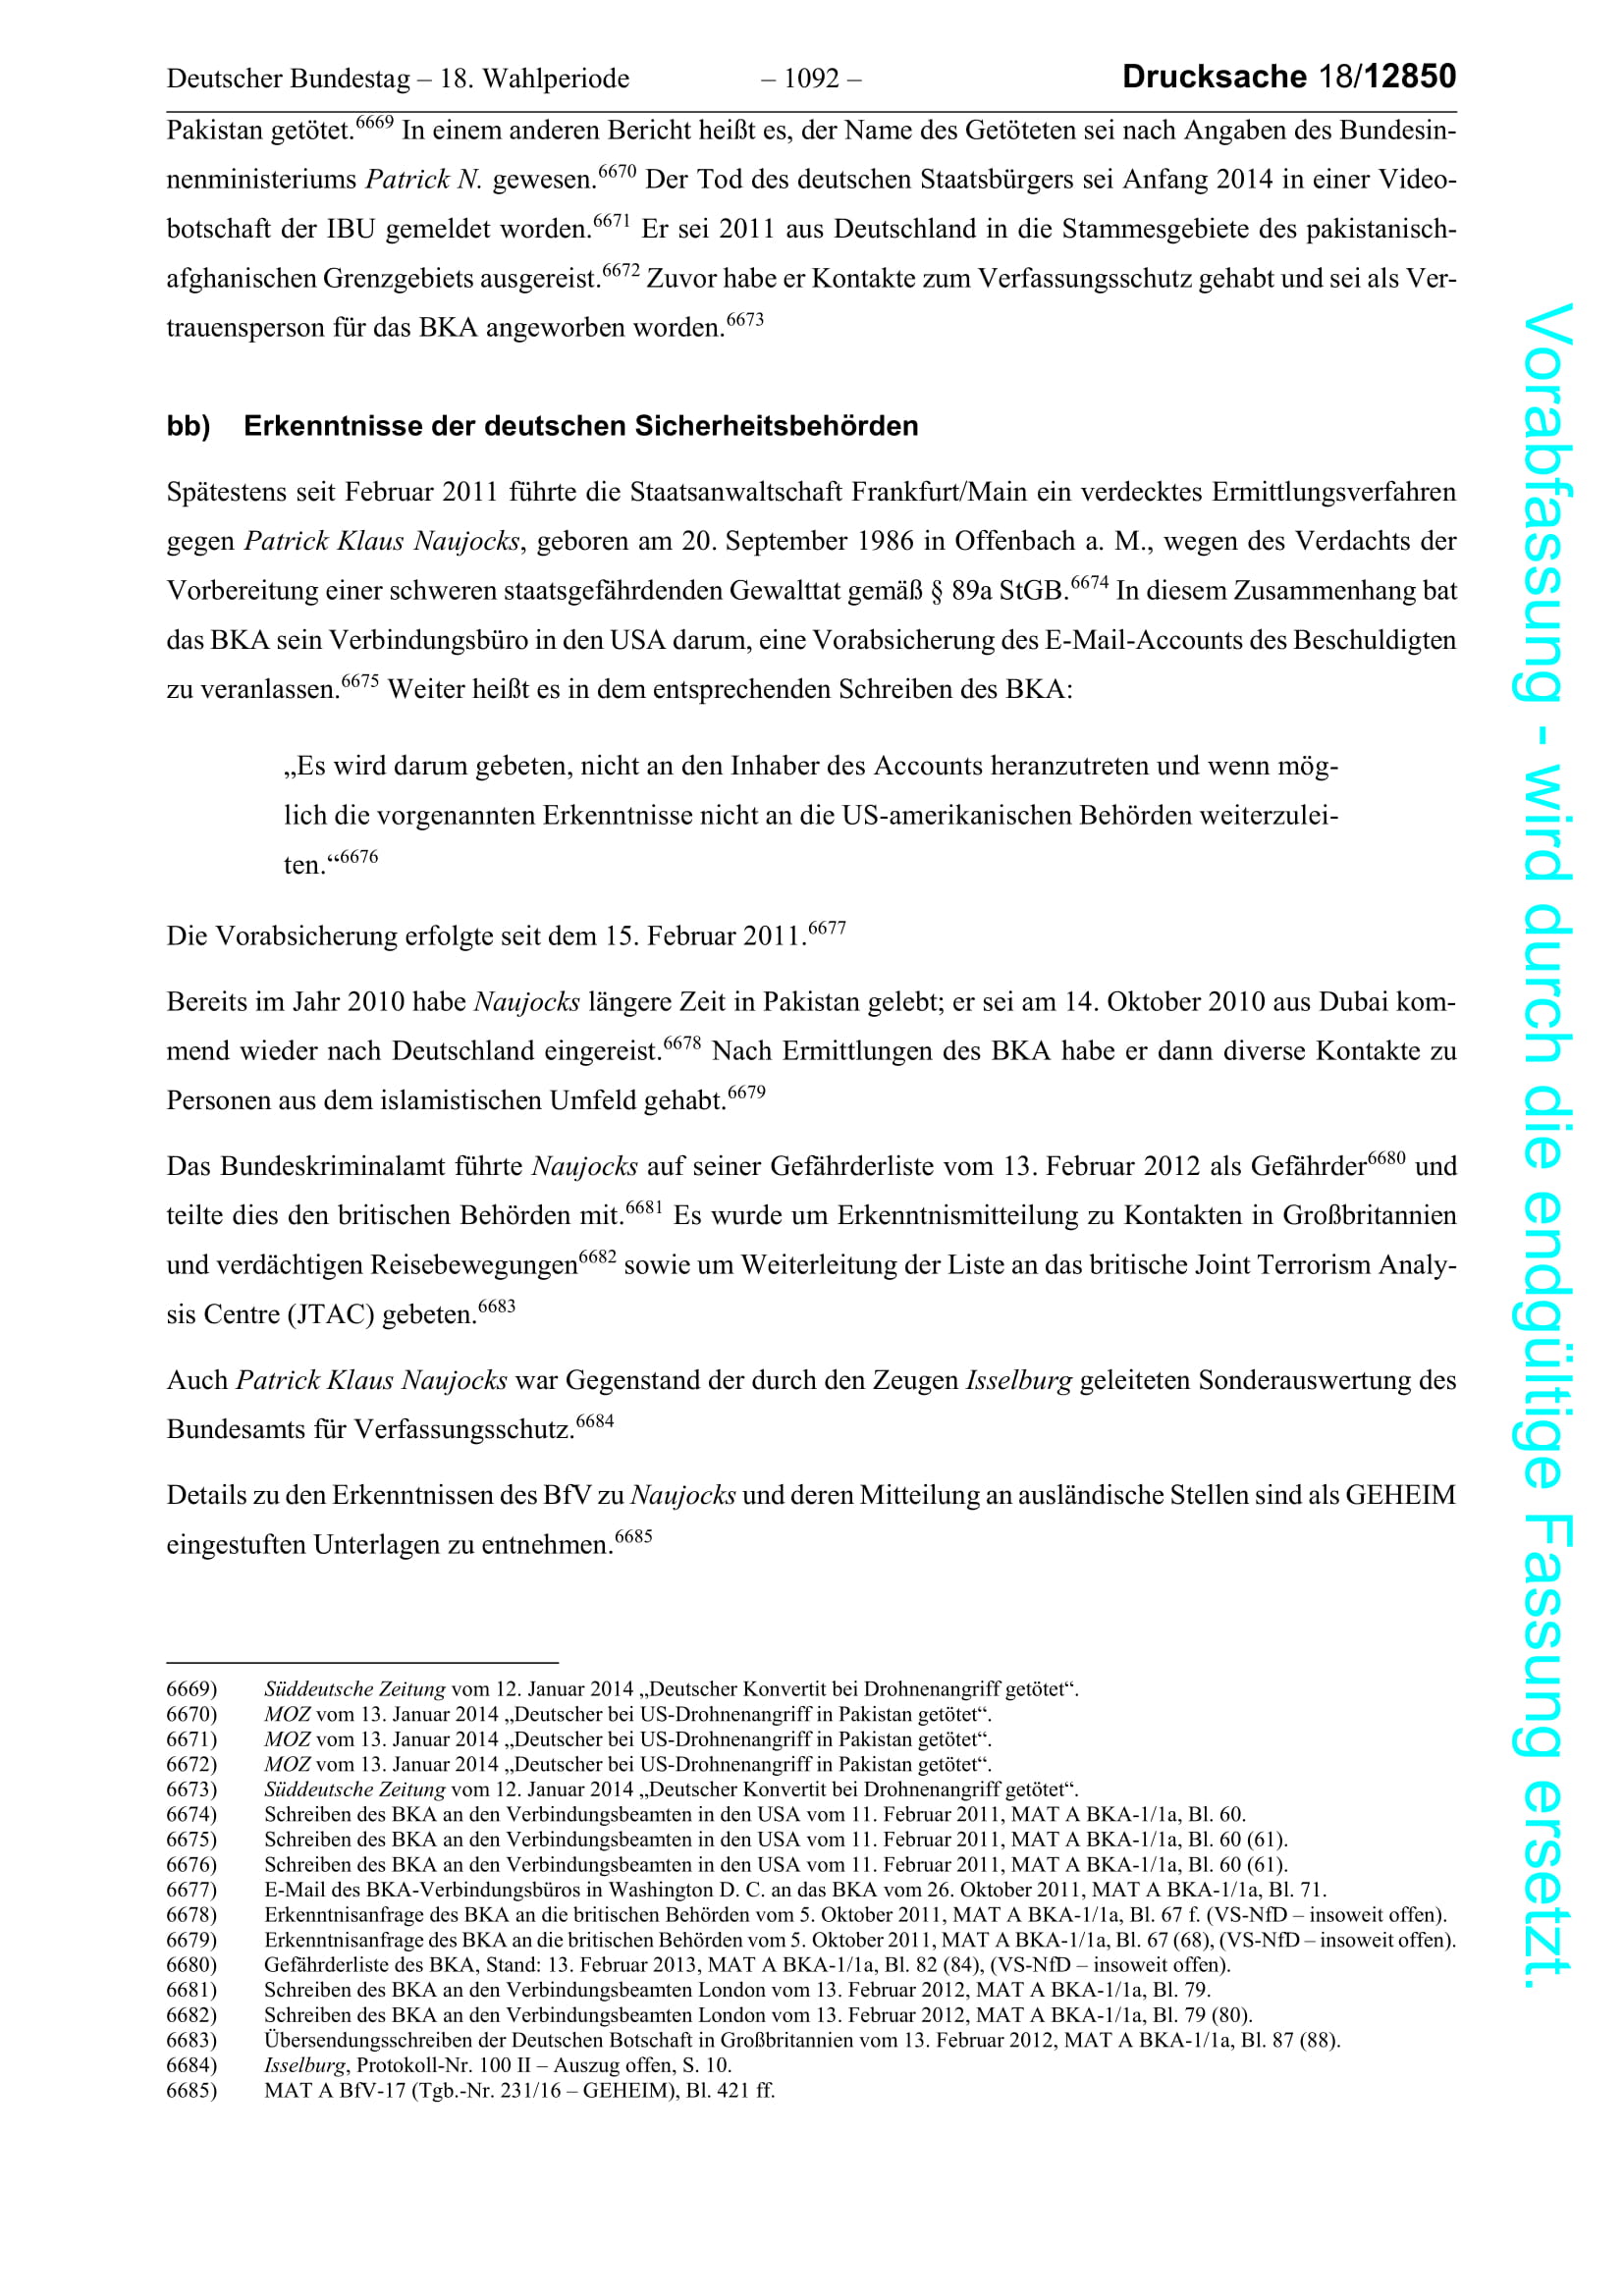 Deutscher Bundestag – 18. Wahlperiode – 1092 – Drucksache 18/12850
Pakistan getötet.6669 In einem anderen Bericht heißt es, der Name des Getöteten sei nach Angaben des Bundesin-
nenministeriums Patrick N. gewesen.6670 Der Tod des deutschen Staatsbürgers sei Anfang 2014 in einer Video-
botschaft der IBU gemeldet worden.6671 Er sei 2011 aus Deutschland in die Stammesgebiete des pakistanisch-
afghanischen Grenzgebiets ausgereist.6672 Zuvor habe er Kontakte zum Verfassungsschutz gehabt und sei als Ver-
trauensperson für das BKA angeworben worden.6673
bb) Erkenntnisse der deutschen Sicherheitsbehörden
Spätestens seit Februar 2011 führte die Staatsanwaltschaft Frankfurt/Main ein verdecktes Ermittlungsverfahren
gegen Patrick Klaus Naujocks, geboren am 20. September 1986 in Offenbach a. M., wegen des Verdachts der
Vorbereitung einer schweren staatsgefährdenden Gewalttat gemäß § 89a StGB.6674 In diesem Zusammenhang bat
das BKA sein Verbindungsbüro in den USA darum, eine Vorabsicherung des E-Mail-Accounts des Beschuldigten
zu veranlassen.6675 Weiter heißt es in dem entsprechenden Schreiben des BKA:
„Es wird darum gebeten, nicht an den Inhaber des Accounts heranzutreten und wenn mög-
lich die vorgenannten Erkenntnisse nicht an die US-amerikanischen Behörden weiterzulei-
ten.“6676
Die Vorabsicherung erfolgte seit dem 15. Februar 2011.6677
Bereits im Jahr 2010 habe Naujocks längere Zeit in Pakistan gelebt; er sei am 14. Oktober 2010 aus Dubai kom-
mend wieder nach Deutschland eingereist.6678 Nach Ermittlungen des BKA habe er dann diverse Kontakte zu
Personen aus dem islamistischen Umfeld gehabt.6679
Das Bundeskriminalamt führte Naujocks auf seiner Gefährderliste vom 13. Februar 2012 als Gefährder6680 und
teilte dies den britischen Behörden mit.6681 Es wurde um Erkenntnismitteilung zu Kontakten in Großbritannien
und verdächtigen Reisebewegungen6682 sowie um Weiterleitung der Liste an das britische Joint Terrorism Analy-
sis Centre (JTAC) gebeten.6683
Auch Patrick Klaus Naujocks war Gegenstand der durch den Zeugen Isselburg geleiteten Sonderauswertung des
Bundesamts für Verfassungsschutz.6684
Details zu den Erkenntnissen des BfV zu Naujocks und deren Mitteilung an ausländische Stellen sind als GEHEIM
eingestuften Unterlagen zu entnehmen.6685
6669) Süddeutsche Zeitung vom 12. Januar 2014 „Deutscher Konvertit bei Drohnenangriff getötet“.
6670) MOZ vom 13. Januar 2014 „Deutscher bei US-Drohnenangriff in Pakistan getötet“.
6671) MOZ vom 13. Januar 2014 „Deutscher bei US-Drohnenangriff in Pakistan getötet“.
6672) MOZ vom 13. Januar 2014 „Deutscher bei US-Drohnenangriff in Pakistan getötet“.
6673) Süddeutsche Zeitung vom 12. Januar 2014 „Deutscher Konvertit bei Drohnenangriff getötet“.
6674) Schreiben des BKA an den Verbindungsbeamten in den USA vom 11. Februar 2011, MAT A BKA-1/1a, Bl. 60.
6675) Schreiben des BKA an den Verbindungsbeamten in den USA vom 11. Februar 2011, MAT A BKA-1/1a, Bl. 60 (61).
6676) Schreiben des BKA an den Verbindungsbeamten in den USA vom 11. Februar 2011, MAT A BKA-1/1a, Bl. 60 (61).
6677) E-Mail des BKA-Verbindungsbüros in Washington D. C. an das BKA vom 26. Oktober 2011, MAT A BKA-1/1a, Bl. 71.
6678) Erkenntnisanfrage des BKA an die britischen Behörden vom 5. Oktober 2011, MAT A BKA-1/1a, Bl. 67 f. (VS-NfD – insoweit offen).
6679) Erkenntnisanfrage des BKA an die britischen Behörden vom 5. Oktober 2011, MAT A BKA-1/1a, Bl. 67 (68), (VS-NfD – insoweit offen).
6680) Gefährderliste des BKA, Stand: 13. Februar 2013, MAT A BKA-1/1a, Bl. 82 (84), (VS-NfD – insoweit offen).
6681) Schreiben des BKA an den Verbindungsbeamten London vom 13. Februar 2012, MAT A BKA-1/1a, Bl. 79.
6682) Schreiben des BKA an den Verbindungsbeamten London vom 13. Februar 2012, MAT A BKA-1/1a, Bl. 79 (80).
6683) Übersendungsschreiben der Deutschen Botschaft in Großbritannien vom 13. Februar 2012, MAT A BKA-1/1a, Bl. 87 (88).
6684) Isselburg, Protokoll-Nr. 100 II – Auszug offen, S. 10.
6685) MAT A BfV-17 (Tgb.-Nr. 231/16 – GEHEIM), Bl. 421 ff.
Vorabfassung - wird durch die endgültige Fassung ersetzt.